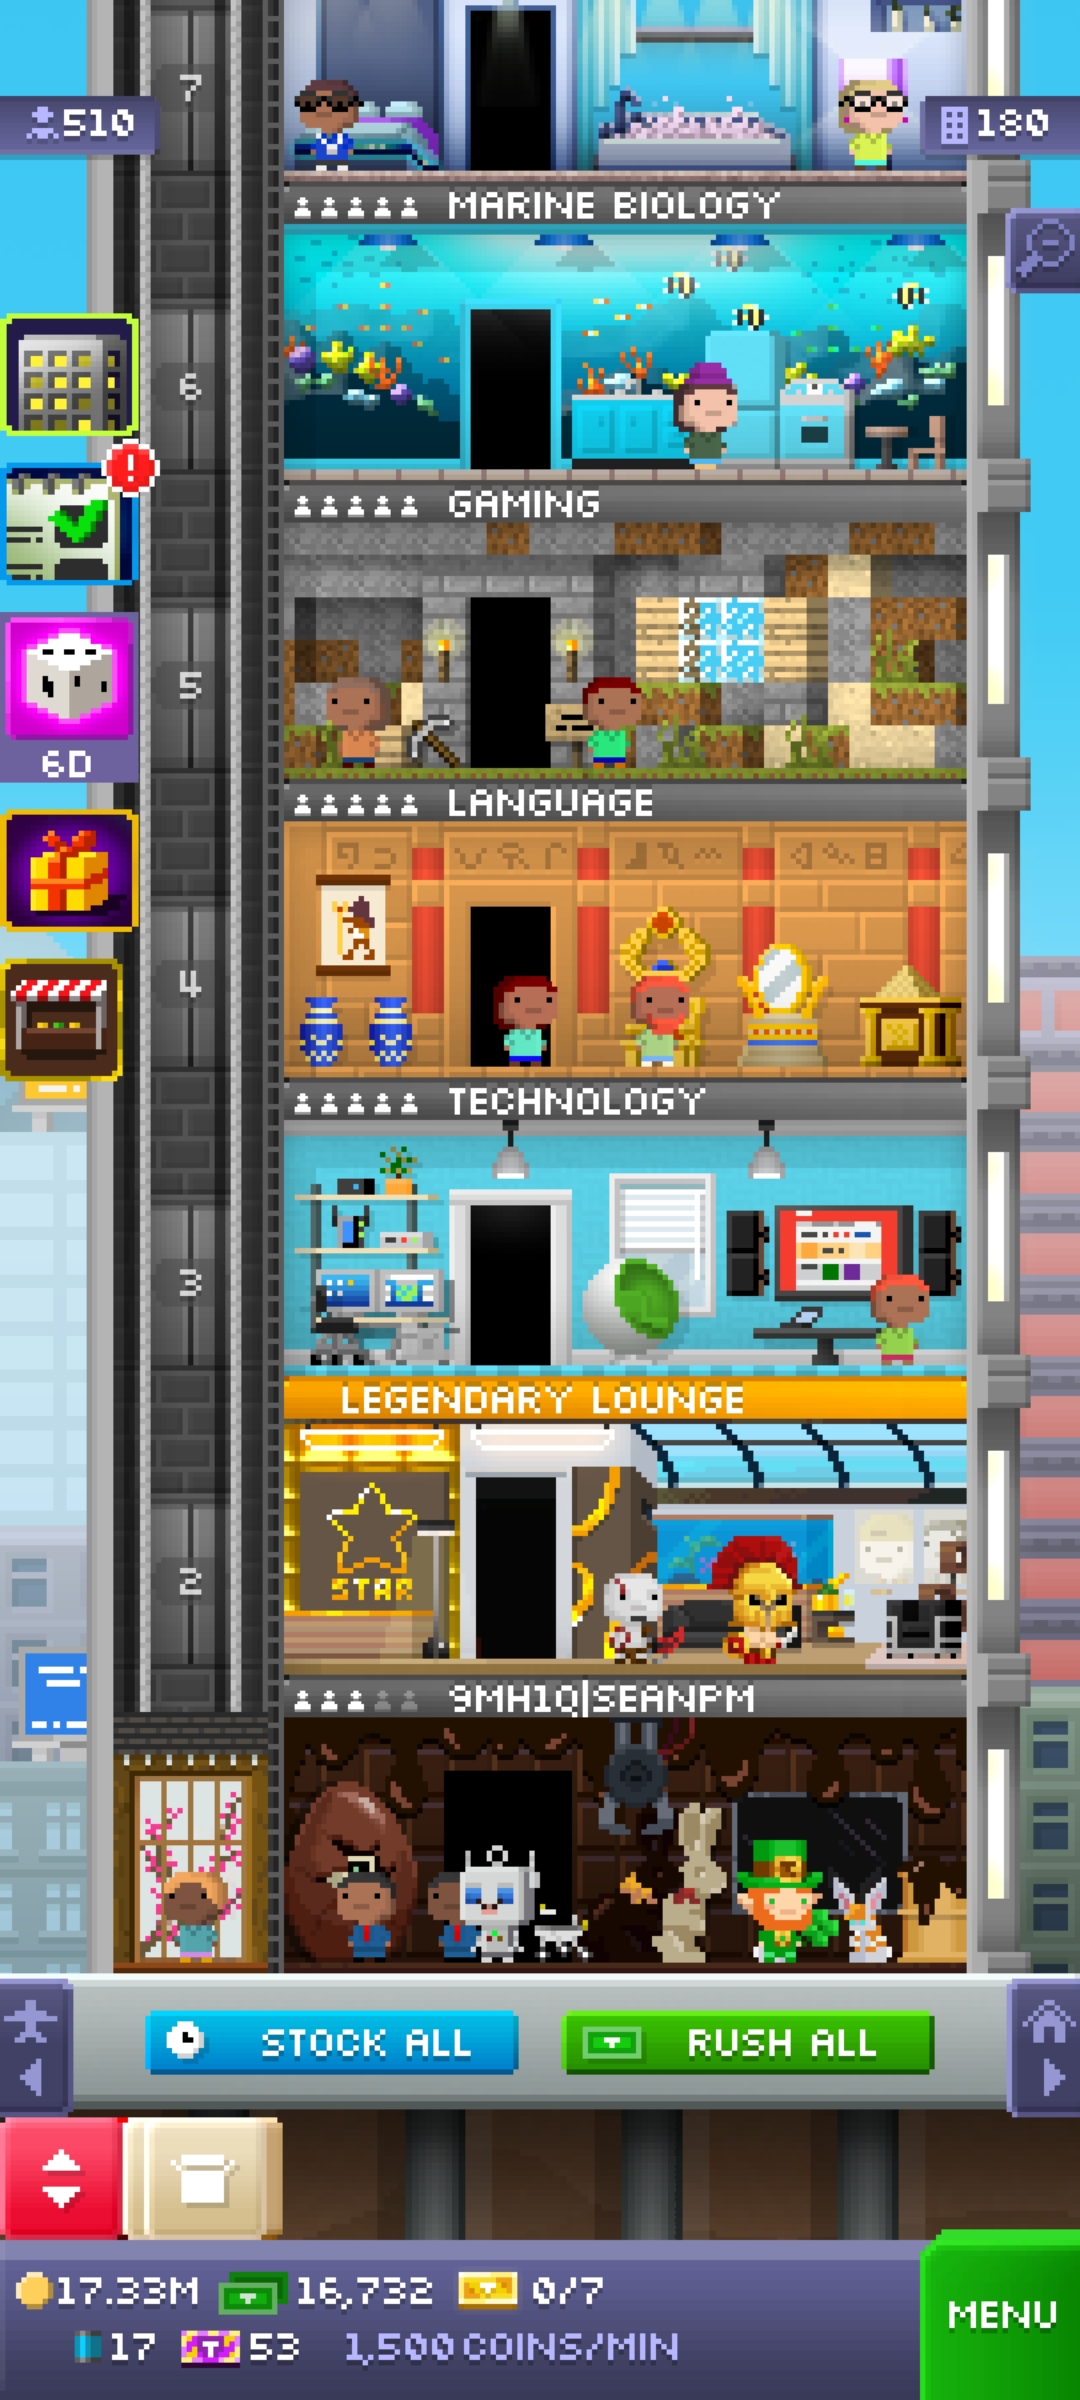 7
510
180
MARINE BIOLOGY
6
GAMING
5
6D
LANGUAGE
4
TECHNOLOGY
3
LEGENDARY LOUNGE
STAR
2
9MH1Q|SEANPM
STOCK ALL
RUSH ALL
17.33M
16,732
0/7
17
53
1,500 COINS/MIN
MENU